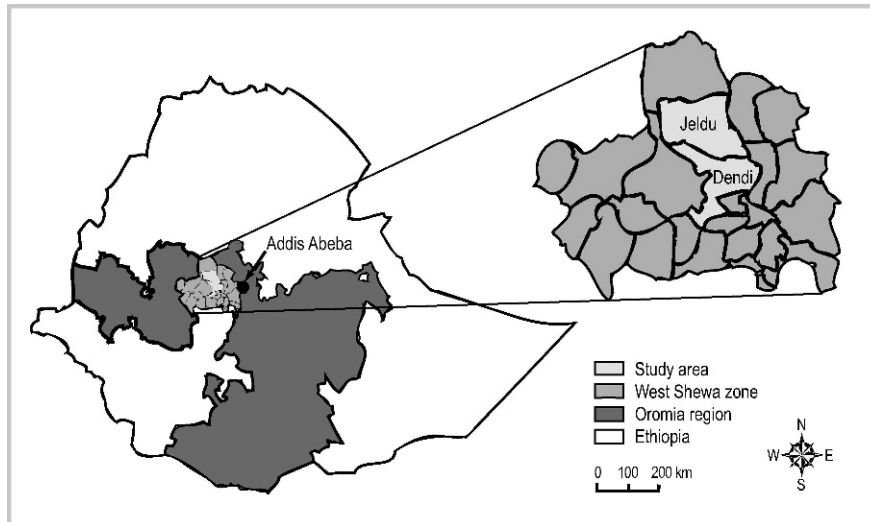 Jeldu
Dendi
Addis Abeba
Study area
West Shewa zone
Oromia region
Ethiopia
N
W E
S
0 100 200 km